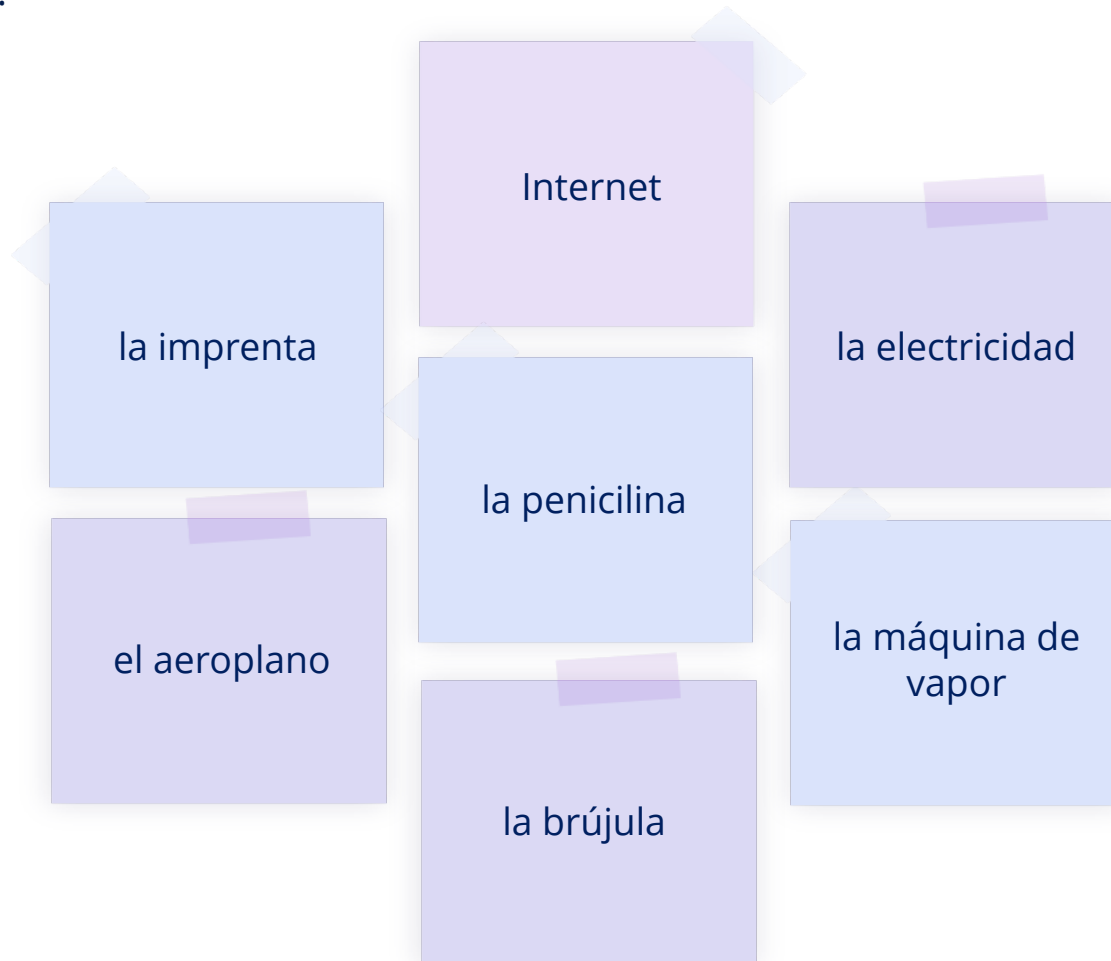 Internet
la imprenta
la electricidad
la penicilina
el aeroplano
la máquina de
vapor
la brújula